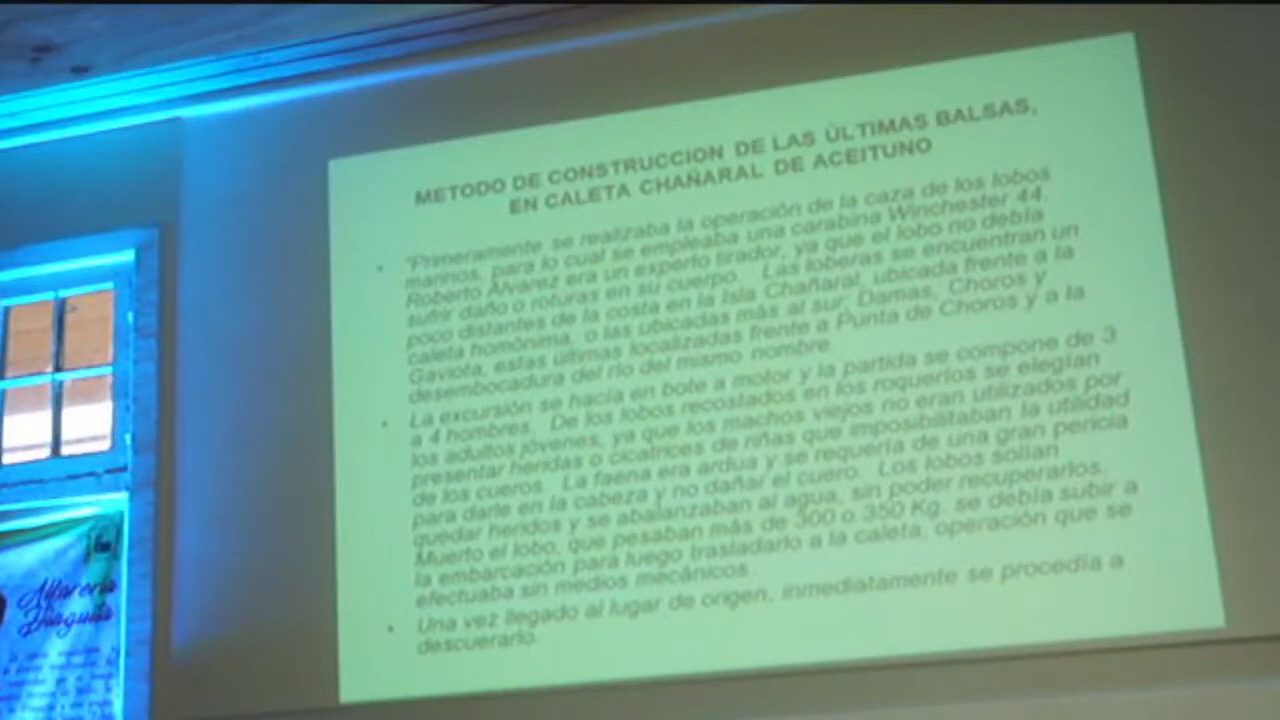 METODO DE CONSTRUCCION DE LAS ÚLTIMAS BALSAS,
EN CALETA CHAÑARAL DE ACEITUNO
• "Primeramente se realizaba la operación de la caza de los lobos
marinos, para lo cual se empleaba una carabina Winchester 44,
Roberto Álvarez era un experto tirador, ya que el lobo no debía
sufrir daño o roturas en su cuerpo. Las loberas se encuentran un
poco distantes de la costa en la Isla Chañaral, ubicada frente a la
caleta homónima, o las ubicadas más al sur; Damas, Choros y
Gaviota, estas últimas localizadas frente a Punta de Choros y a la
desembocadura del río del mismo nombre.
• La excursión se hacía en bote a motor y la partida se compone de 3
a 4 hombres. De los lobos recostados en los roqueríos se elegían
los adultos jóvenes, ya que los machos viejos no eran utilizados por
presentar heridas o cicatrices de riñas que imposibilitaban la utilidad
de los cueros. La faena era ardua y se requería de una gran pericia
para darle en la cabeza y no dañar el cuero. Los lobos solían
quedar heridos y se abalanzaban al agua, sin poder recuperarlos.
Muerto el lobo, que pesaban más de 300 o 350 Kg. se debía subir a
la embarcación para luego trasladarlo a la caleta, operación que se
efectuaba sin medios mecánicos.
• Una vez llegado al lugar de origen, inmediatamente se procedía a
descuerarlo.
Alfarería
Diaguita